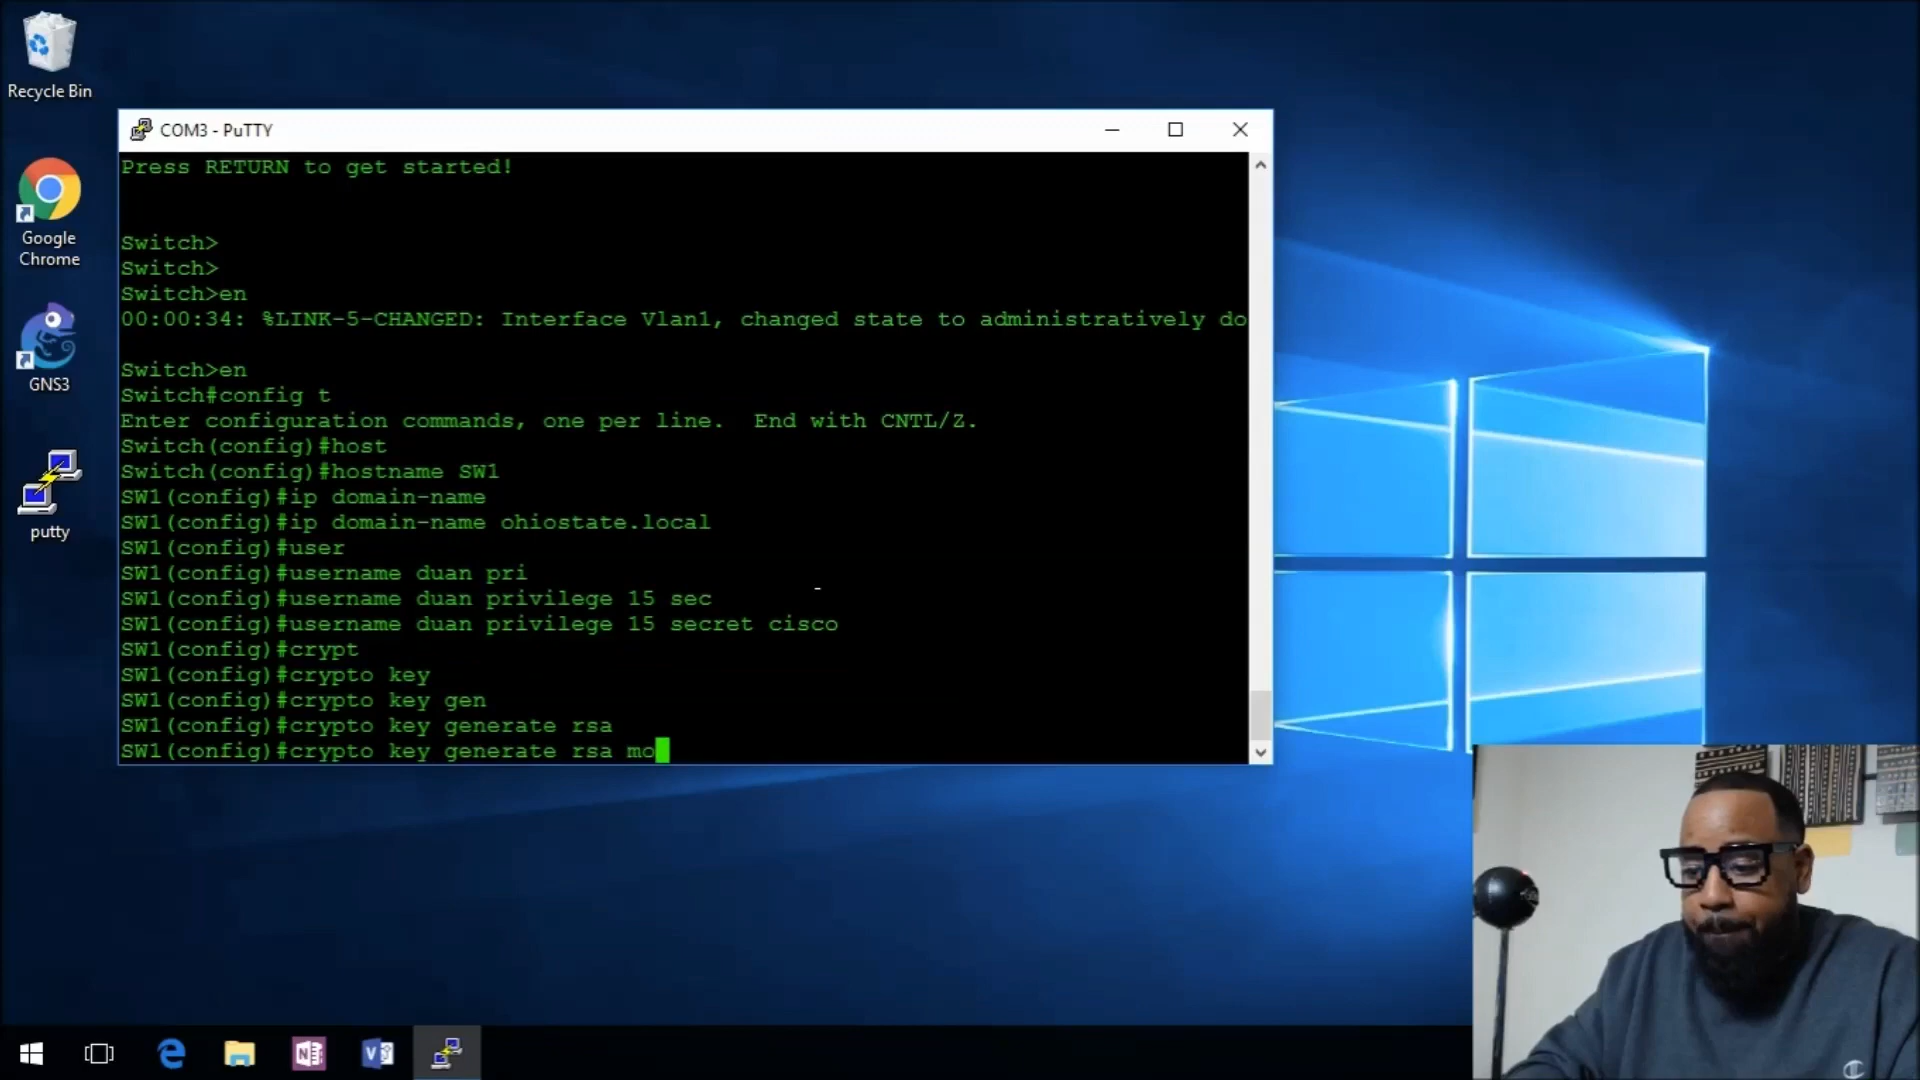 Recycle Bin
Google
Chrome
GNS3
putty
COM3 - PuTTY
Press RETURN to get started!
Switch>
Switch>
Switch>en
00:00:34: %LINK-5-CHANGED: Interface Vlan1, changed state to administratively do
Switch>en
Switch#config t
Enter configuration commands, one per line.  End with CNTL/Z.
Switch(config)#host
Switch(config)#hostname SW1
SW1(config)#ip domain-name
SW1(config)#ip domain-name ohiostate.local
SW1(config)#user
SW1(config)#username duan pri
SW1(config)#username duan privilege 15 sec
SW1(config)#username duan privilege 15 secret cisco
SW1(config)#crypt
SW1(config)#crypto key
SW1(config)#crypto key gen
SW1(config)#crypto key generate rsa
SW1(config)#crypto key generate rsa mo